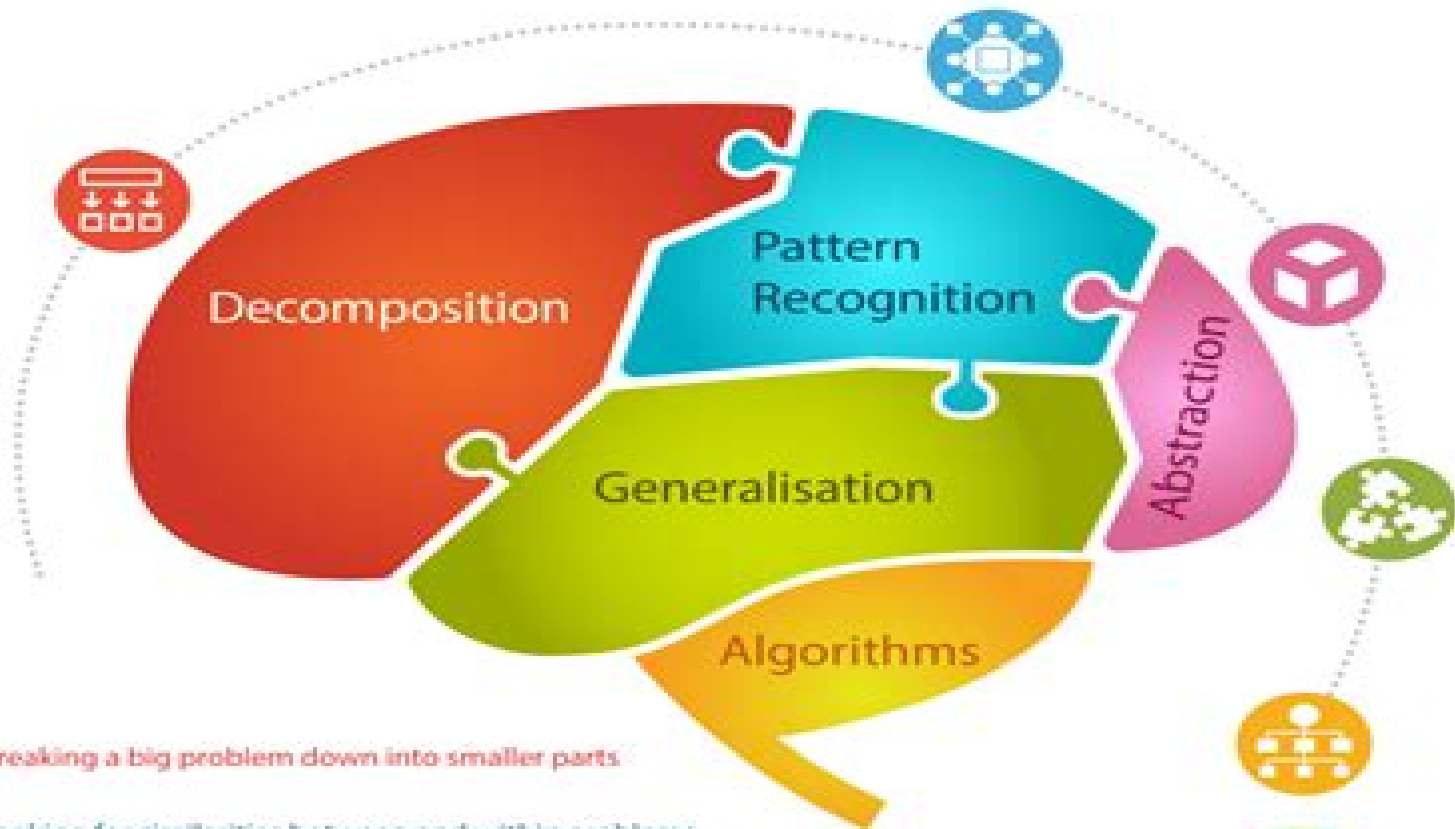 Decomposition
Pattern
Recognition
Abstraction
Generalisation
Algorithms
reaking a big problem down into smaller parts